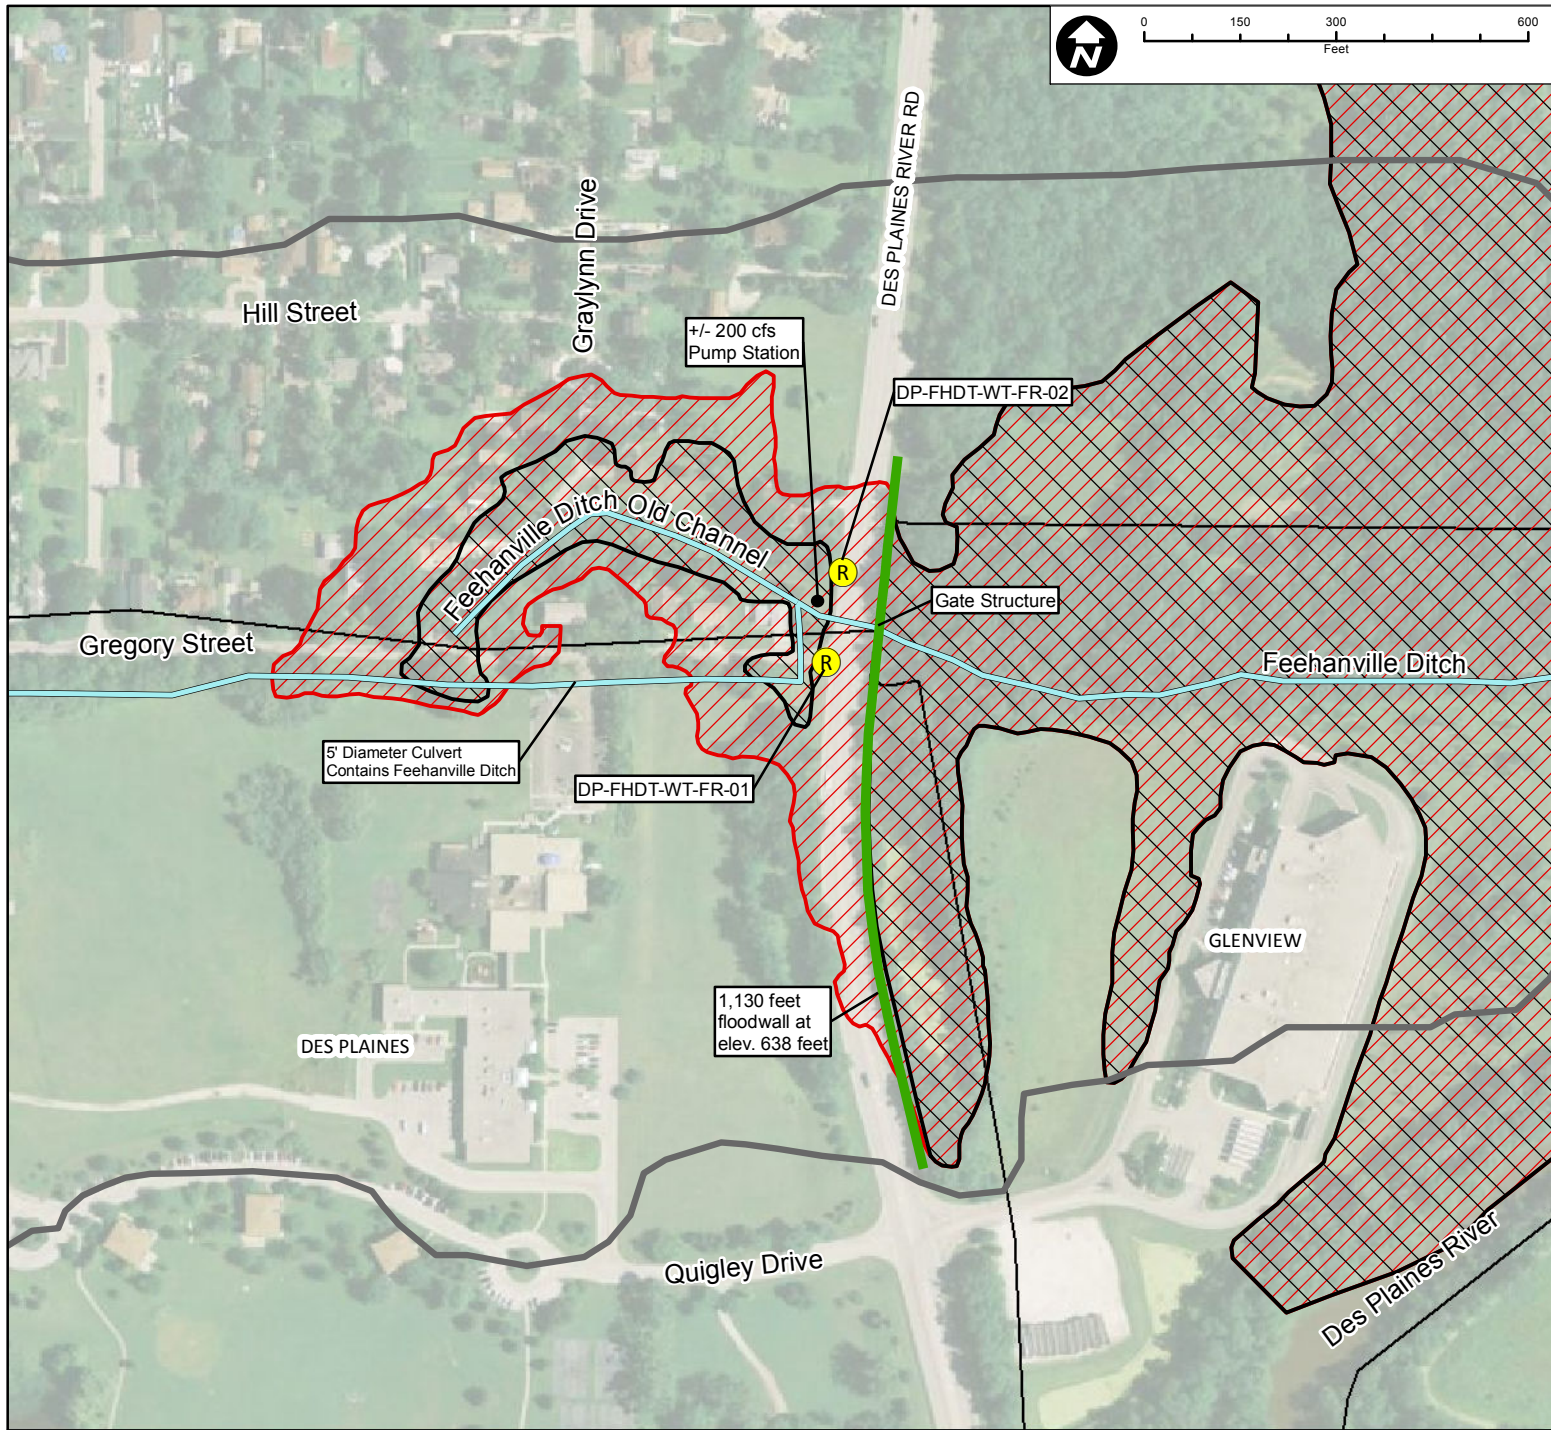 N
0 150 300 600
Feet
DES PLAINES RIVER RD
Graylynn Drive
Hill Street
+/- 200 cfs
Pump Station
DP-FHDT-WT-FR-02
Feehanville Ditch Old Channel
R
Gate Structure
Gregory Street
R
Feehanville Ditch
5' Diameter Culvert
Contains Feehanville Ditch
DP-FHDT-WT-FR-01
GLENVIEW
1,130 feet
floodwall at
elev. 638 feet
DES PLAINES
Quigley Drive
Des Plaines River